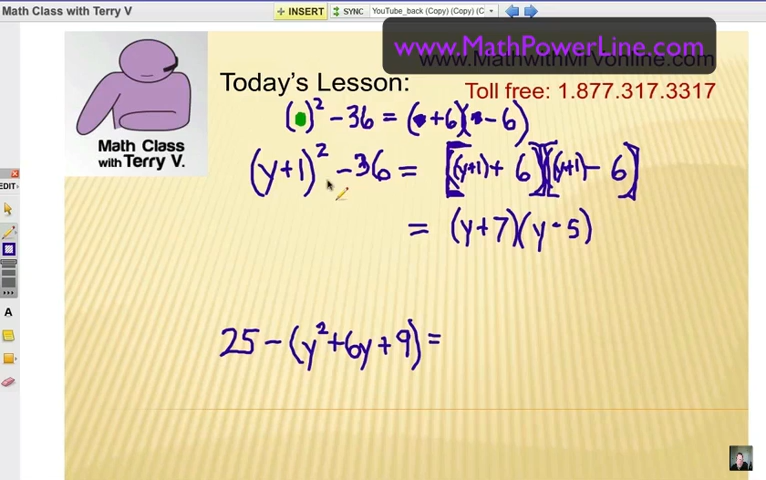 Math Class with Terry V
INSERT
SYNC
YouTube_back (Copy) (Copy) (C
www.MathPowerLine.com
www.MathwithMrVonline.com
Today's Lesson:
Toll free: 1.877.317.3317
( )² − 36 = ( + 6)( − 6)
Math Class
with Terry V.
(y+1)² − 36 = [(y+1) + 6][(y+1) − 6]
= (y+7)(y−5)
EDIT
A
25 − (y² + 6y + 9) =